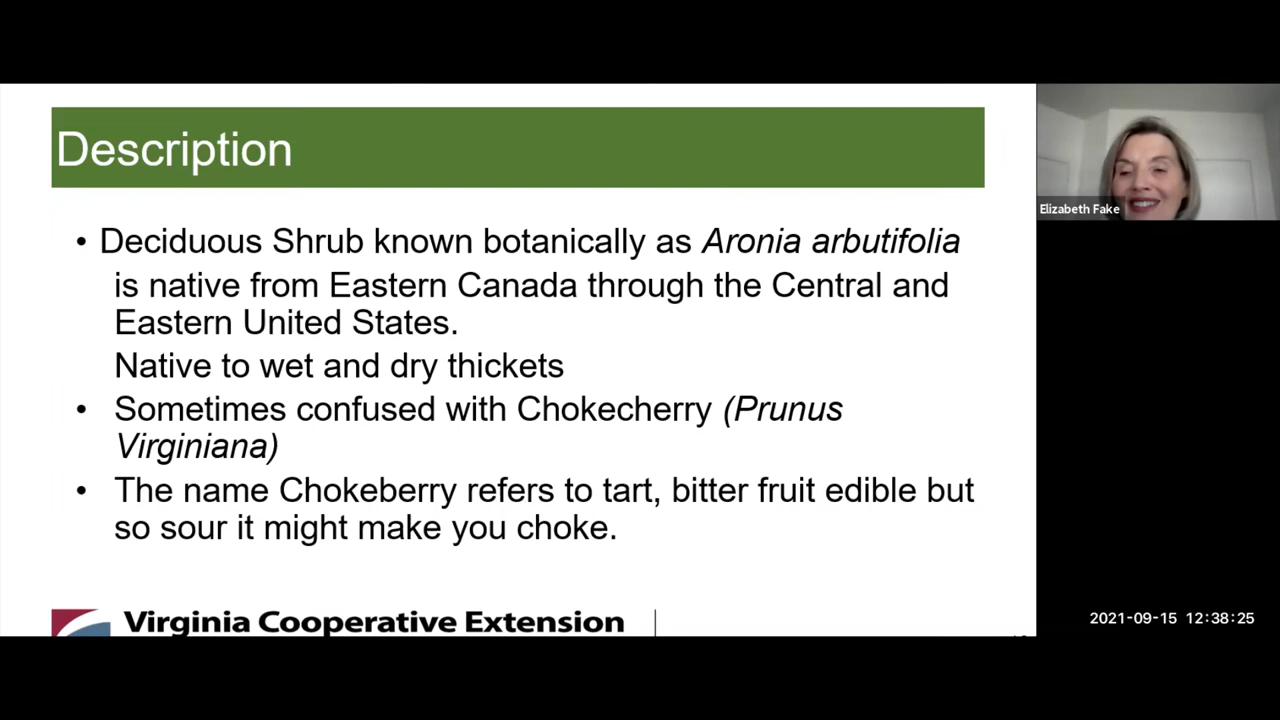 Description
• Deciduous Shrub known botanically as Aronia arbutifolia
is native from Eastern Canada through the Central and
Eastern United States.
Native to wet and dry thickets
• Sometimes confused with Chokecherry (Prunus
Virginiana)
• The name Chokeberry refers to tart, bitter fruit edible but
so sour it might make you choke.
Virginia Cooperative Extension
Elizabeth Fake
2021-09-15 12:38:25